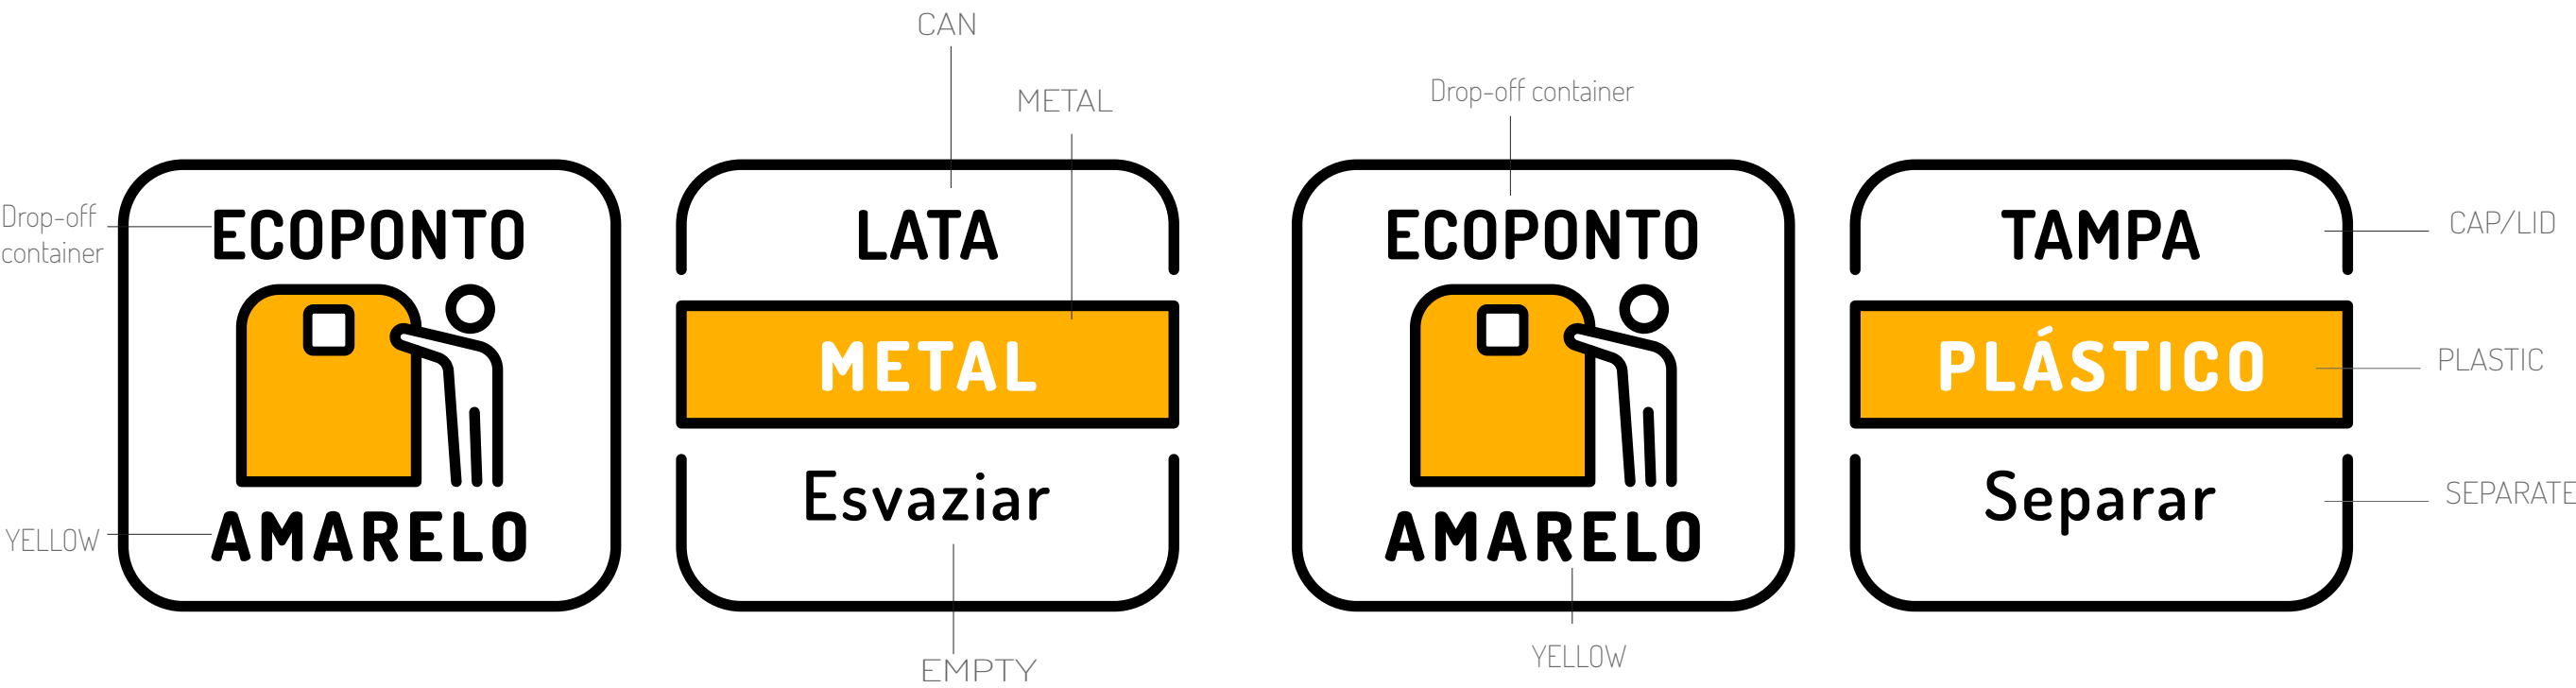 CAN
METAL
Drop-off
container
ECOPONTO
AMARELO
YELLOW
LATA
METAL
Esvaziar
EMPTY
Drop-off container
ECOPONTO
AMARELO
YELLOW
TAMPA
PLÁSTICO
Separar
CAP/LID
PLASTIC
SEPARATE